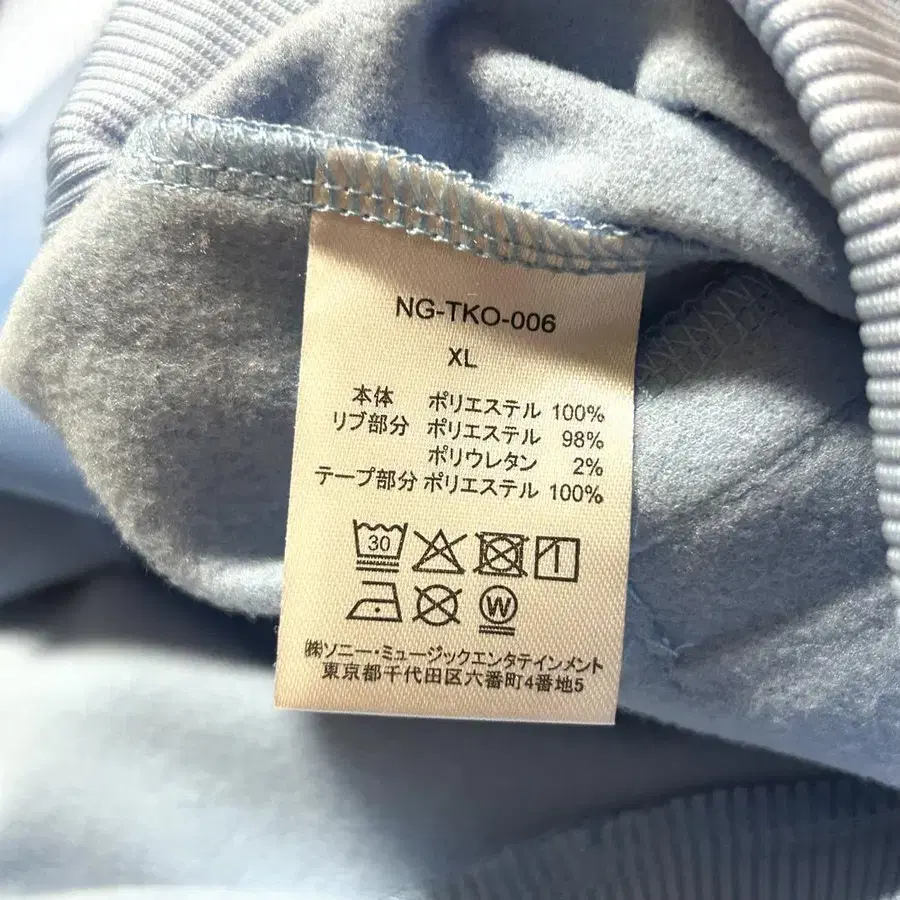 NG-TKO-006
XL
本体 ポリエステル 100%
リブ部分 ポリエステル 98%
ポリウレタン 2%
テープ部分 ポリエステル 100%
30
W
㈱ソニー・ミュージックエンタテインメント
東京都千代田区六番町4番地5